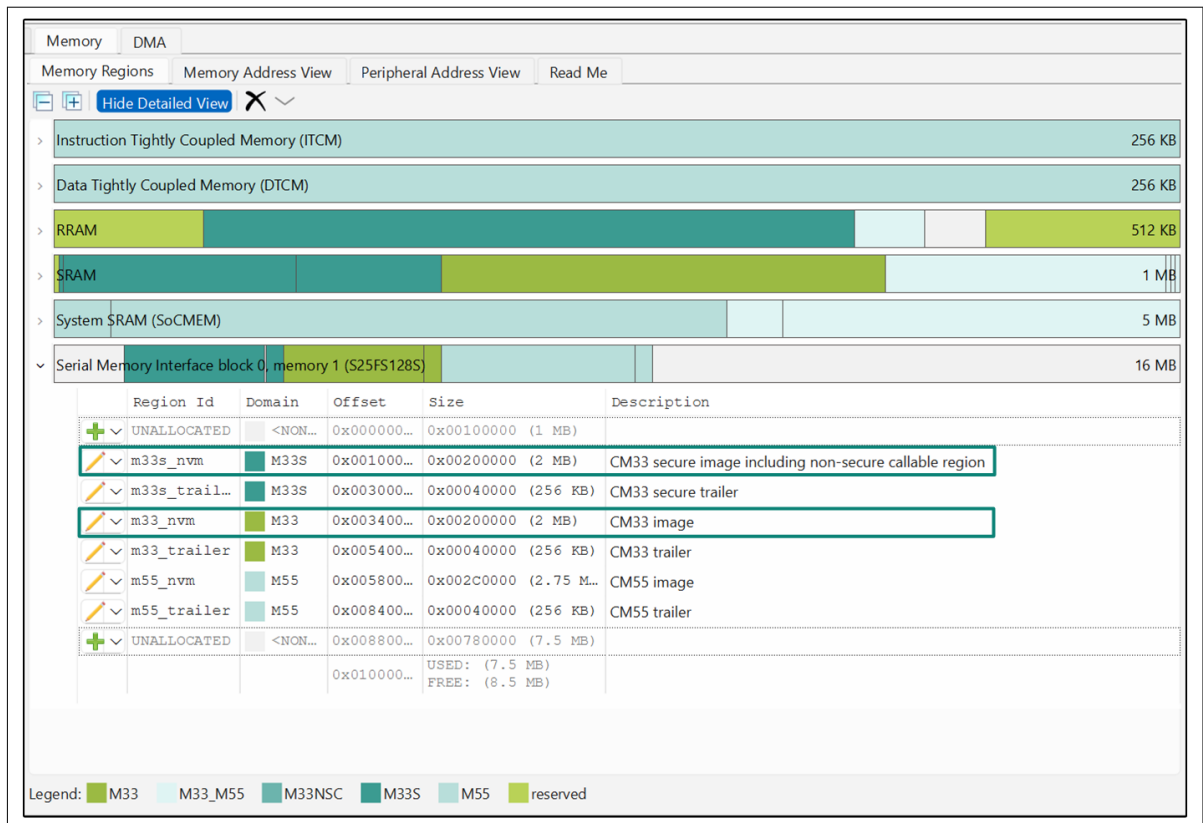 Memory DMA
Memory Regions Memory Address View Peripheral Address View Read Me
Hide Detailed View
Instruction Tightly Coupled Memory (ITCM) 256 KB
Data Tightly Coupled Memory (DTCM) 256 KB
RRAM 512 KB
SRAM 1 MB
System SRAM (SoCMEM) 5 MB
Serial Memory Interface block 0, memory 1 (S25FS128S) 16 MB
Region Id Domain Offset Size Description
UNALLOCATED <NON... 0x000000... 0x00100000 (1 MB)
m33s_nvm M33S 0x001000... 0x00200000 (2 MB) CM33 secure image including non-secure callable region
m33s_trail... M33S 0x003000... 0x00040000 (256 KB) CM33 secure trailer
m33_nvm M33 0x003400... 0x00200000 (2 MB) CM33 image
m33_trailer M33 0x005400... 0x00040000 (256 KB) CM33 trailer
m55_nvm M55 0x005800... 0x002C0000 (2.75 M... CM55 image
m55_trailer M55 0x008400... 0x00040000 (256 KB) CM55 trailer
UNALLOCATED <NON... 0x008800... 0x00780000 (7.5 MB)
0x010000... USED: (7.5 MB)
FREE: (8.5 MB)
Legend: M33 M33_M55 M33NSC M33S M55 reserved